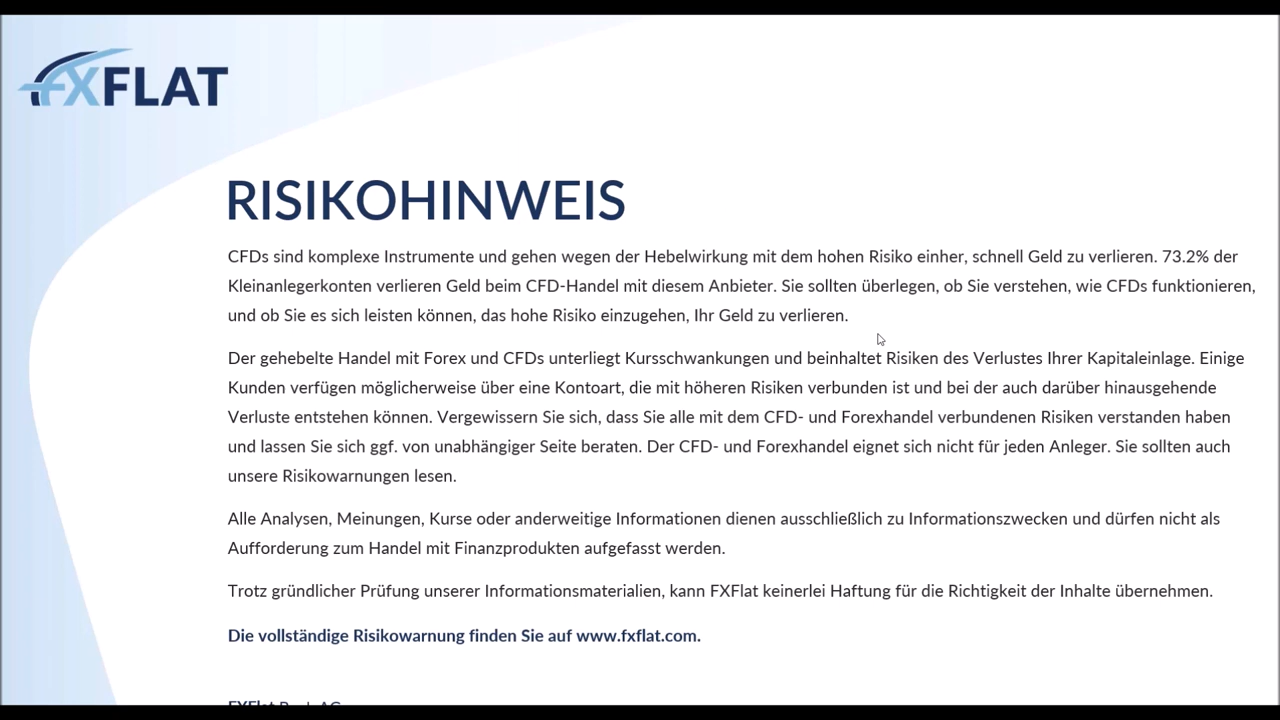 FXFLAT
RISIKOHINWEIS
CFDs sind komplexe Instrumente und gehen wegen der Hebelwirkung mit dem hohen Risiko einher, schnell Geld zu verlieren. 73.2% der
Kleinanlegerkonten verlieren Geld beim CFD-Handel mit diesem Anbieter. Sie sollten überlegen, ob Sie verstehen, wie CFDs funktionieren,
und ob Sie es sich leisten können, das hohe Risiko einzugehen, Ihr Geld zu verlieren.
Der gehebelte Handel mit Forex und CFDs unterliegt Kursschwankungen und beinhaltet Risiken des Verlustes Ihrer Kapitaleinlage. Einige
Kunden verfügen möglicherweise über eine Kontoart, die mit höheren Risiken verbunden ist und bei der auch darüber hinausgehende
Verluste entstehen können. Vergewissern Sie sich, dass Sie alle mit dem CFD- und Forexhandel verbundenen Risiken verstanden haben
und lassen Sie sich ggf. von unabhängiger Seite beraten. Der CFD- und Forexhandel eignet sich nicht für jeden Anleger. Sie sollten auch
unsere Risikowarnungen lesen.
Alle Analysen, Meinungen, Kurse oder anderweitige Informationen dienen ausschließlich zu Informationszwecken und dürfen nicht als
Aufforderung zum Handel mit Finanzprodukten aufgefasst werden.
Trotz gründlicher Prüfung unserer Informationsmaterialien, kann FXFlat keinerlei Haftung für die Richtigkeit der Inhalte übernehmen.
Die vollständige Risikowarnung finden Sie auf www.fxflat.com.
FXFlat Bank AG